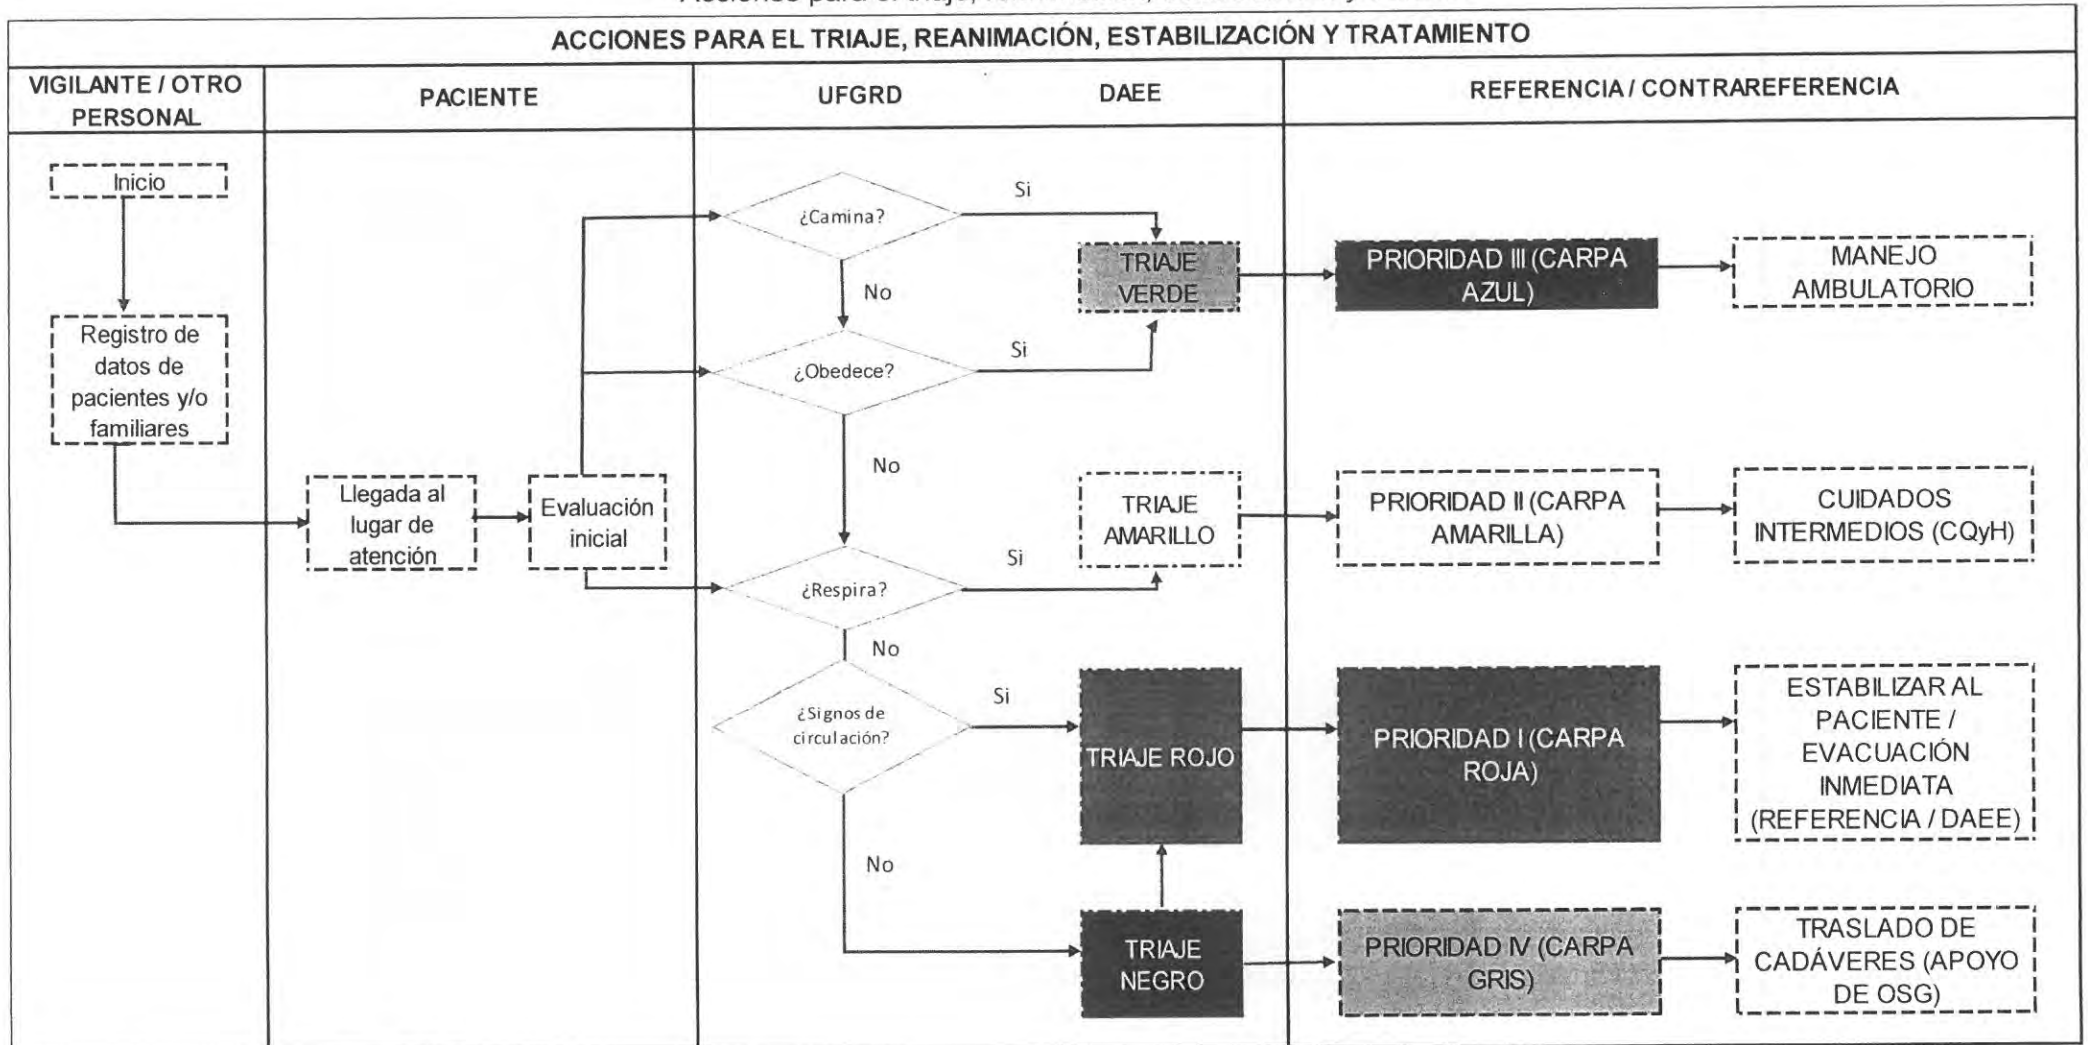 ACCIONES PARA EL TRIAJE, REANIMACIÓN, ESTABILIZACIÓN Y TRATAMIENTO
VIGILANTE / OTRO
PERSONAL
PACIENTE
UFGRD
DAEE
REFERENCIA / CONTRAREFERENCIA
Inicio
Registro de
datos de
pacientes y/o
familiares
Llegada al
lugar de
atención
Evaluación
inicial
¿Camina?
Si
No
¿Obedece?
Si
No
¿Respira?
Si
No
¿Signos de
circulación?
Si
No
TRIAJE
VERDE
PRIORIDAD III (CARPA
AZUL)
MANEJO
AMBULATORIO
TRIAJE
AMARILLO
PRIORIDAD II (CARPA
AMARILLA)
CUIDADOS
INTERMEDIOS (CQyH)
TRIAJE ROJO
PRIORIDAD I (CARPA
ROJA)
ESTABILIZAR AL
PACIENTE /
EVACUACIÓN
INMEDIATA
(REFERENCIA / DAEE)
TRIAJE
NEGRO
PRIORIDAD IV (CARPA
GRIS)
TRASLADO DE
CADÁVERES (APOYO
DE OSG)